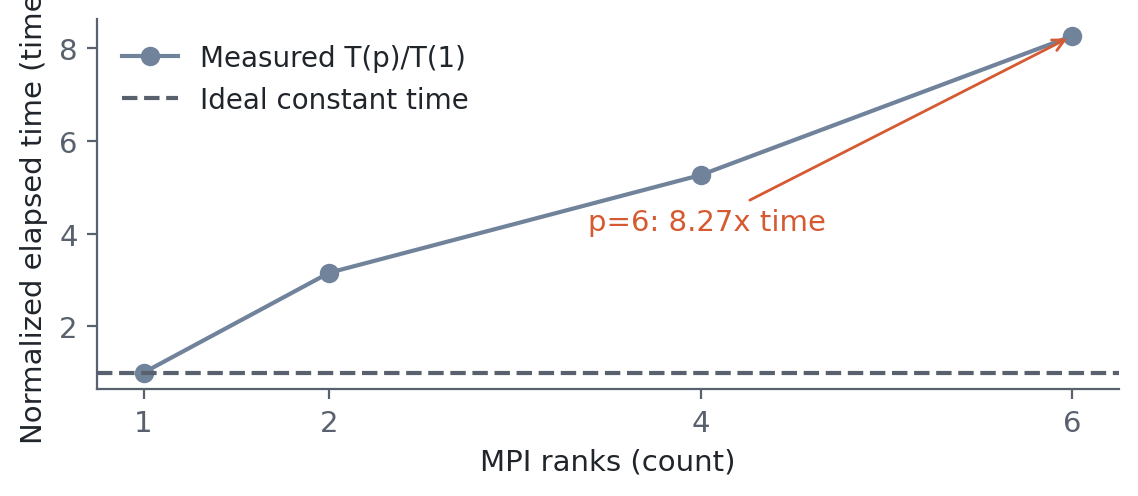 Normalized elapsed time (time
8
6
4
2
Measured T(p)/T(1)
Ideal constant time
p=6: 8.27x time
1 2 4 6
MPI ranks (count)